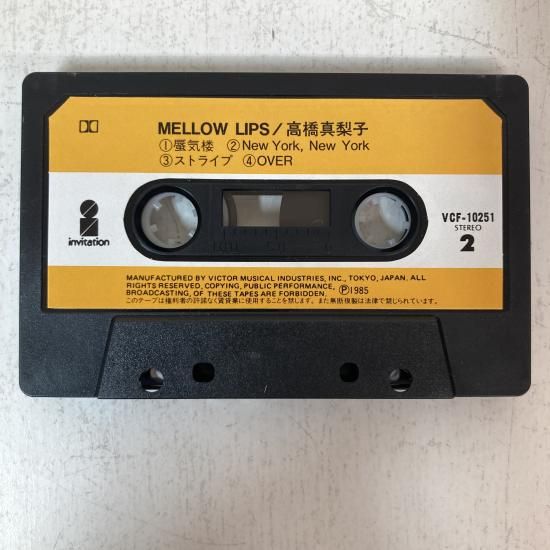 MELLOW LIPS/高橋真梨子
①蜃気楼 ②New York, New York
③ストライプ ④OVER
invitation
VCF-10251
STEREO
2
MANUFACTURED BY VICTOR MUSICAL INDUSTRIES, INC., TOKYO, JAPAN. ALL
RIGHTS RESERVED, COPYING, PUBLIC PERFORMANCE,
BROADCASTING, OF THESE TAPES ARE FORBIDDEN. Ⓟ1985
このテープは権利者の許諾なく賃貸業に使用することを禁じます。また無断複製は法律で禁じられています。